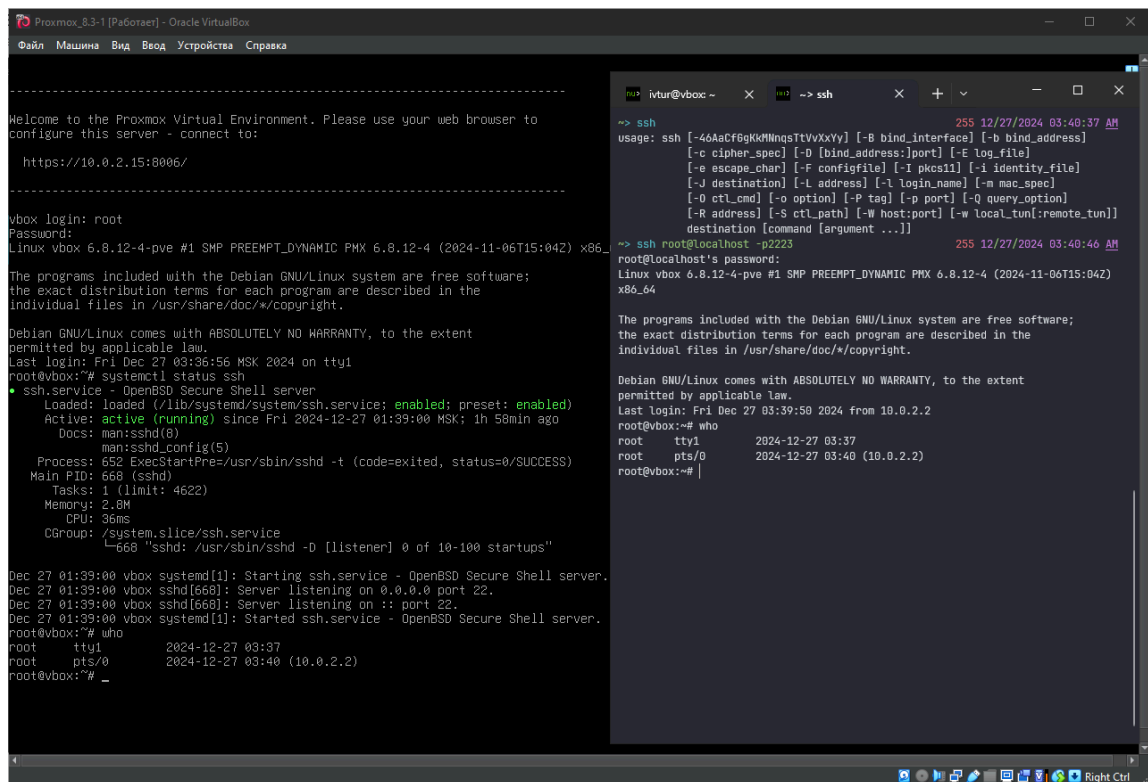 Proxmox_8.3-1 [Работает] - Oracle VirtualBox
Файл Машина Вид Ввод Устройства Справка
------------------------------------------------------------------------
Welcome to the Proxmox Virtual Environment. Please use your web browser to
configure this server - connect to:
https://10.0.2.15:8006/
------------------------------------------------------------------------
vbox login: root
Password:
Linux vbox 6.8.12-4-pve #1 SMP PREEMPT_DYNAMIC PMX 6.8.12-4 (2024-11-06T15:04Z) x86_
The programs included with the Debian GNU/Linux system are free software;
the exact distribution terms for each program are described in the
individual files in /usr/share/doc/*/copyright.
Debian GNU/Linux comes with ABSOLUTELY NO WARRANTY, to the extent
permitted by applicable law.
Last login: Fri Dec 27 03:36:56 MSK 2024 on tty1
root@vbox:~# systemctl status ssh
● ssh.service - OpenBSD Secure Shell server
Loaded: loaded (/lib/systemd/system/ssh.service; enabled; preset: enabled)
Active: active (running) since Fri 2024-12-27 01:39:00 MSK; 1h 58min ago
Docs: man:sshd(8)
man:sshd_config(5)
Process: 652 ExecStartPre=/usr/sbin/sshd -t (code=exited, status=0/SUCCESS)
Main PID: 668 (sshd)
Tasks: 1 (limit: 4622)
Memory: 2.8M
CPU: 36ms
CGroup: /system.slice/ssh.service
└─668 "sshd: /usr/sbin/sshd -D [listener] 0 of 10-100 startups"
Dec 27 01:39:00 vbox systemd[1]: Starting ssh.service - OpenBSD Secure Shell server.
Dec 27 01:39:00 vbox sshd[668]: Server listening on 0.0.0.0 port 22.
Dec 27 01:39:00 vbox sshd[668]: Server listening on :: port 22.
Dec 27 01:39:00 vbox systemd[1]: Started ssh.service - OpenBSD Secure Shell server.
root@vbox:~# who
root tty1 2024-12-27 03:37
root pts/0 2024-12-27 03:40 (10.0.2.2)
root@vbox:~# _
ivtur@vbox: ~ ~> ssh
~> ssh 255 12/27/2024 03:40:37 AM
usage: ssh [-46AaCfGgKkMNnqsTtVvXxYy] [-B bind_interface] [-b bind_address]
[-c cipher_spec] [-D [bind_address:]port] [-E log_file]
[-e escape_char] [-F configfile] [-I pkcs11] [-i identity_file]
[-J destination] [-L address] [-l login_name] [-m mac_spec]
[-O ctl_cmd] [-o option] [-P tag] [-p port] [-Q query_option]
[-R address] [-S ctl_path] [-W host:port] [-w local_tun[:remote_tun]]
destination [command [argument ...]]
~> ssh root@localhost -p2223 255 12/27/2024 03:40:46 AM
root@localhost's password:
Linux vbox 6.8.12-4-pve #1 SMP PREEMPT_DYNAMIC PMX 6.8.12-4 (2024-11-06T15:04Z)
x86_64
The programs included with the Debian GNU/Linux system are free software;
the exact distribution terms for each program are described in the
individual files in /usr/share/doc/*/copyright.
Debian GNU/Linux comes with ABSOLUTELY NO WARRANTY, to the extent
permitted by applicable law.
Last login: Fri Dec 27 03:39:50 2024 from 10.0.2.2
root@vbox:~# who
root tty1 2024-12-27 03:37
root pts/0 2024-12-27 03:40 (10.0.2.2)
root@vbox:~#
Right Ctrl